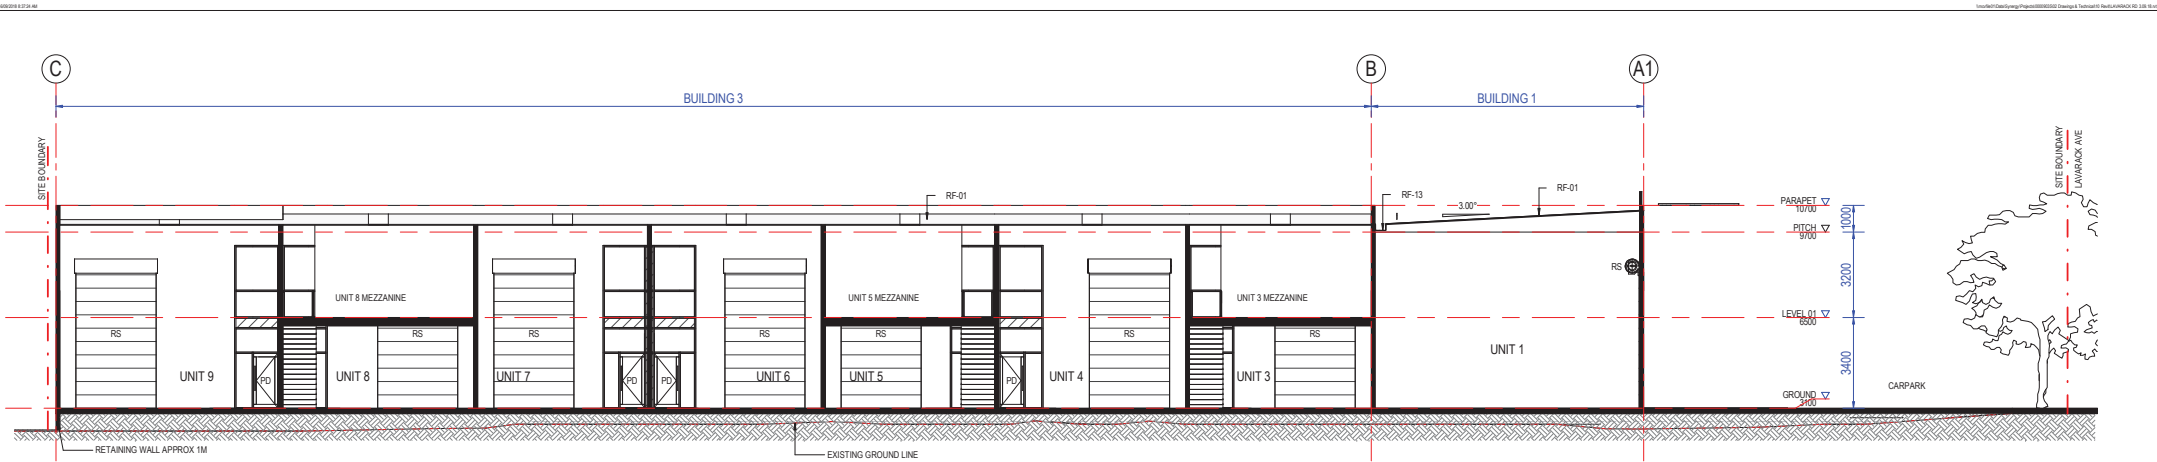 C
B
A1
BUILDING 3
BUILDING 1
SITE BOUNDARY
SITE BOUNDARY
LAVARACK AVE
RF-01
RF-13
RF-01
3.00°
PARAPET
10700
1000
PITCH
9700
RS
3200
UNIT 8 MEZZANINE
UNIT 5 MEZZANINE
UNIT 3 MEZZANINE
LEVEL 01
6500
RS
RS
RS
RS
RS
RS
RS
UNIT 1
3400
UNIT 9
PD
UNIT 8
UNIT 7
PD
PD
UNIT 6
UNIT 5
PD
UNIT 4
UNIT 3
CARPARK
GROUND
3100
RETAINING WALL APPROX 1M
EXISTING GROUND LINE